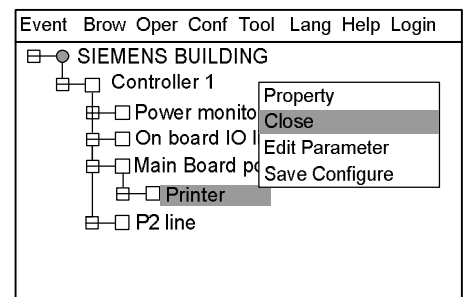 Event Brow Oper Conf Tool Lang Help Login
SIEMENS BUILDING
Controller 1
Power monito
On board IO
Main Board
Printer
P2 line
Property
Close
Edit Parameter
Save Configure